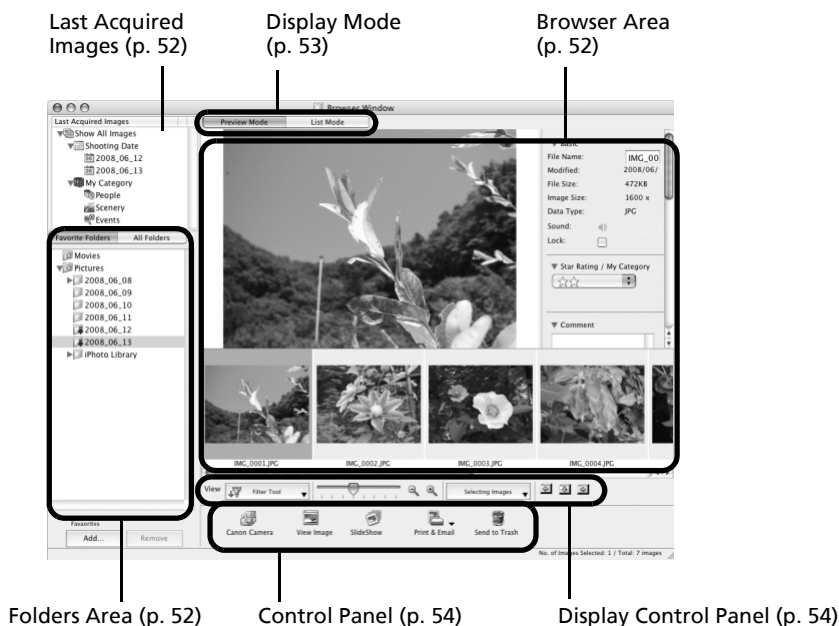 Last Acquired
Images (p. 52)
Display Mode
(p. 53)
Browser Area
(p. 52)
Browser Window
Last Acquired Images
Preview Mode
List Mode
Show All Images
Shooting Date
2008_06_12
2008_06_13
My Category
People
Scenery
Events
Favorite Folders
All Folders
Movies
Pictures
2008_06_08
2008_06_09
2008_06_10
2008_06_11
2008_06_12
2008_06_13
iPhoto Library
Basic
File Name: IMG_00
Modified: 2008/06/
File Size: 472KB
Image Size: 1600 x
Data Type: JPG
Sound:
Lock:
Star Rating / My Category
Comment
IMG_0001.JPG
IMG_0002.JPG
IMG_0003.JPG
IMG_0004.JPG
View
Filter Tool
Selecting Images
Favaorites
Add...
Remove
Canon Camera
View Image
SlideShow
Print & Email
Send to Trash
No. of Images Selected: 1 / Total: 7 images
Folders Area (p. 52)
Control Panel (p. 54)
Display Control Panel (p. 54)